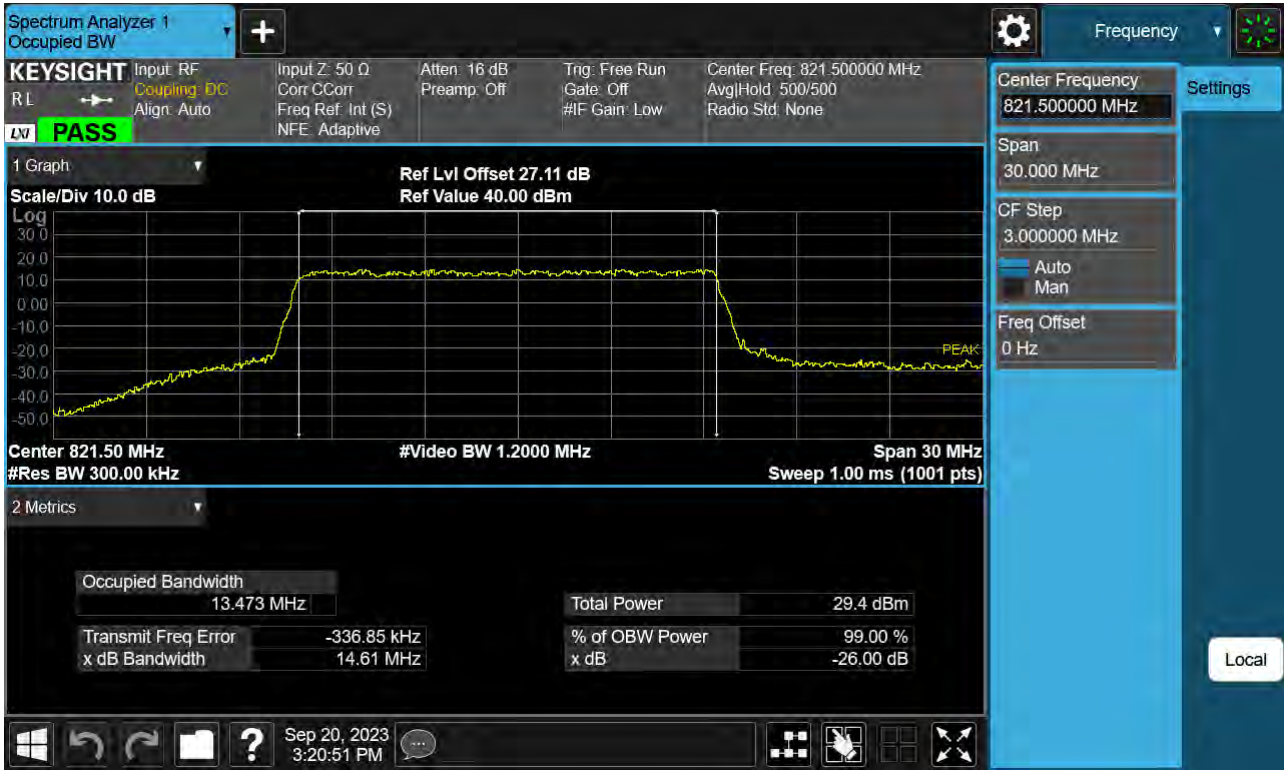 Spectrum Analyzer 1
Occupied BW
Frequency
KEYSIGHT
RL
LXI
PASS
Input: RF
Coupling: DC
Align: Auto
Input Z: 50 Ω
Corr CCorr
Freq Ref: Int (S)
NFE: Adaptive
Atten: 16 dB
Preamp: Off
Trig: Free Run
Gate: Off
#IF Gain: Low
Center Freq: 821.500000 MHz
Avg|Hold: 500/500
Radio Std: None
1 Graph
Scale/Div 10.0 dB
Ref Lvl Offset 27.11 dB
Ref Value 40.00 dBm
Log
30.0
20.0
10.0
0.00
-10.0
-20.0
-30.0
-40.0
-50.0
PEAK
Center 821.50 MHz
#Video BW 1.2000 MHz
Span 30 MHz
#Res BW 300.00 kHz
Sweep 1.00 ms (1001 pts)
2 Metrics
Occupied Bandwidth
13.473 MHz
Total Power 29.4 dBm
Transmit Freq Error -336.85 kHz
% of OBW Power 99.00 %
x dB Bandwidth 14.61 MHz
x dB -26.00 dB
Sep 20, 2023
3:20:51 PM
?
Center Frequency
821.500000 MHz
Settings
Span
30.000 MHz
CF Step
3.000000 MHz
Auto
Man
Freq Offset
0 Hz
Local